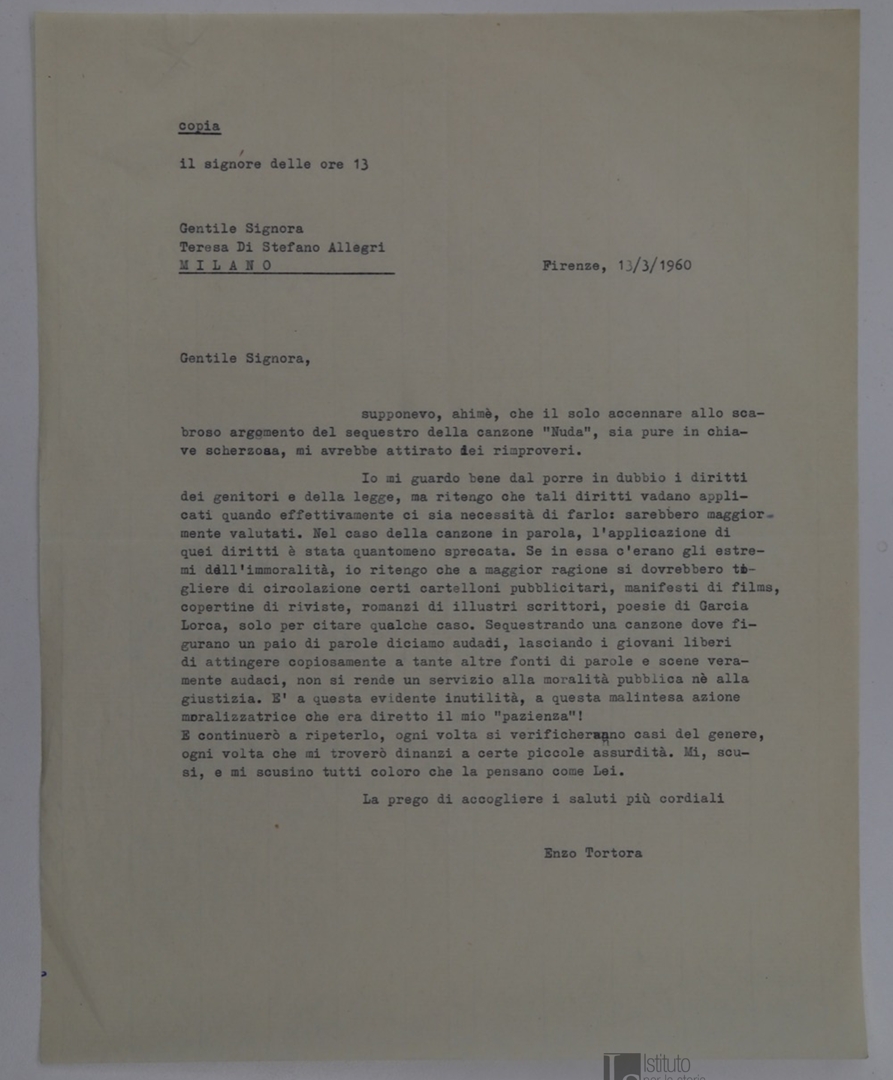 copia
il signore delle ore 13
Gentile Signora
Teresa Di Stefano Allegri
M I L A N O
Firenze, 13/3/1960
Gentile Signora,
supponevo, ahimè, che il solo accennare allo sca-
broso argomento del sequestro della canzone "Nuda", sia pure in chia-
ve scherzosa, mi avrebbe attirato dei rimproveri.
Io mi guardo bene dal porre in dubbio i diritti
dei genitori e della legge, ma ritengo che tali diritti vadano appli-
cati quando effettivamente ci sia necessità di farlo: sarebbero maggior-
mente valutati. Nel caso della canzone in parola, l'applicazione di
quei diritti è stata quantomeno sprecata. Se in essa c'erano gli estre-
mi dell'immoralità, io ritengo che a maggior ragione si dovrebbero to-
gliere di circolazione certi cartelloni pubblicitari, manifesti di films,
copertine di riviste, romanzi di illustri scrittori, poesie di Garcia
Lorca, solo per citare qualche caso. Sequestrando una canzone dove fi-
gurano un paio di parole diciamo audaci, lasciando i giovani liberi
di attingere copiosamente a tante altre fonti di parole e scene vera-
mente audaci, non si rende un servizio alla moralità pubblica nè alla
giustizia. E' a questa evidente inutilità, a questa malintesa azione
moralizzatrice che era diretto il mio "pazienza"!
E continuerò a ripeterlo, ogni volta si verificheranno casi del genere,
ogni volta che mi troverò dinanzi a certe piccole assurdità. Mi, scu-
si, e mi scusino tutti coloro che la pensano come Lei.
La prego di accogliere i saluti più cordiali
Enzo Tortora
Istituto